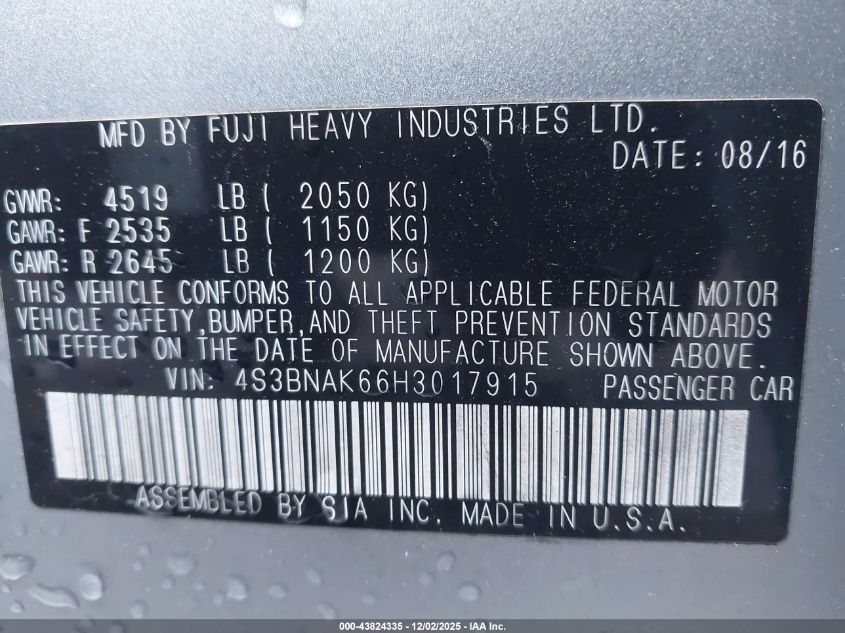 MFD BY FUJI HEAVY INDUSTRIES LTD.
DATE: 08/16
GVWR: 4519 LB ( 2050 KG)
GAWR: F 2535 LB ( 1150 KG)
GAWR: R 2645 LB ( 1200 KG)
THIS VEHICLE CONFORMS TO ALL APPLICABLE FEDERAL MOTOR
VEHICLE SAFETY,BUMPER,AND THEFT PREVENTION STANDARDS
IN EFFECT ON THE DATE OF MANUFACTURE SHOWN ABOVE.
VIN: 4S3BNAK66H3017915 PASSENGER CAR
ASSEMBLED BY SIA INC. MADE IN U.S.A.
000-43824335 - 12/02/2025 - IAA Inc.